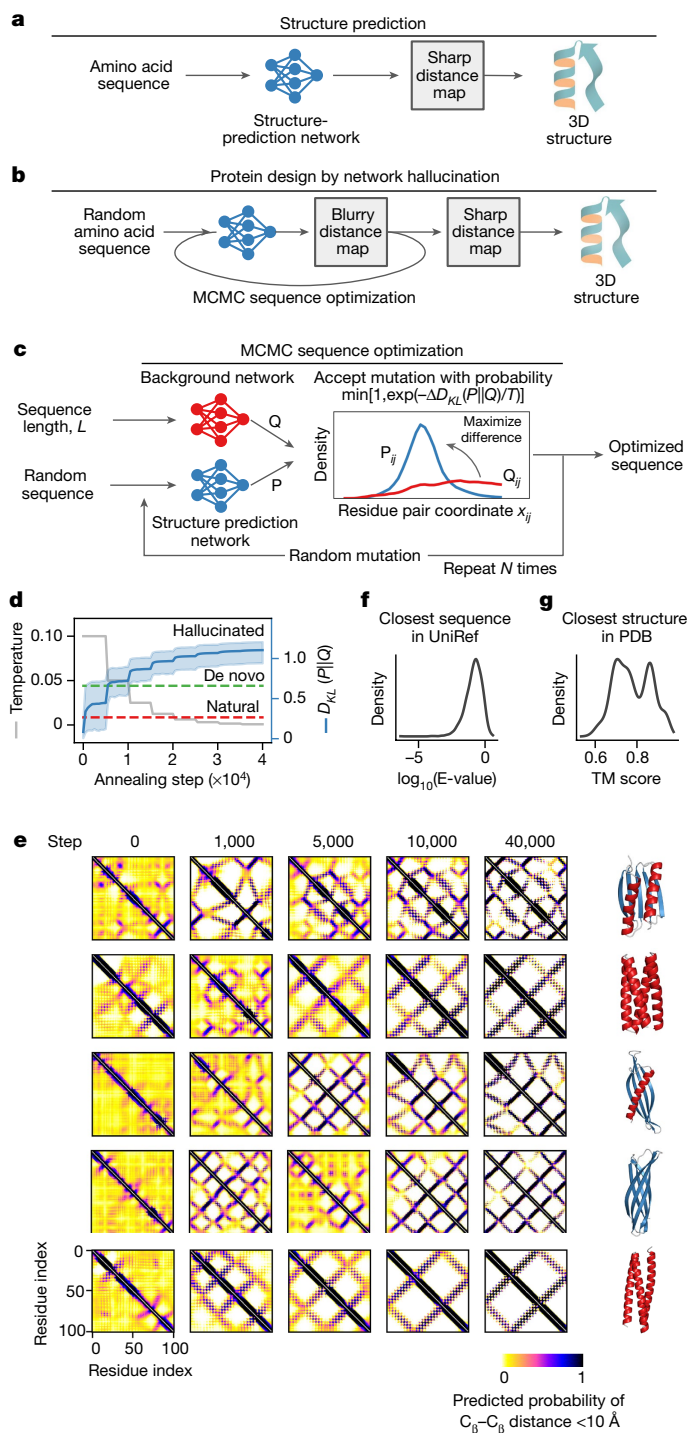 a
Structure prediction
Amino acid
sequence
Structure-
prediction network
Sharp
distance
map
3D
structure
b
Protein design by network hallucination
Random
amino acid
sequence
Blurry
distance
map
Sharp
distance
map
3D
structure
MCMC sequence optimization
c
MCMC sequence optimization
Background network
Accept mutation with probability
min[1,exp(−ΔD_KL(P||Q)/T)]
Sequence
length, L
Q
Random
sequence
P
Structure prediction
network
Density
P_ij
Maximize
difference
Q_ij
Residue pair coordinate x_ij
Optimized
sequence
Random mutation
Repeat N times
d
Temperature
0.10
0.05
0
Hallucinated
De novo
Natural
1.0
0.5
0
D_KL (P||Q)
0 1 2 3 4
Annealing step (×10⁴)
f
Closest sequence
in UniRef
Density
−5 0
log₁₀(E-value)
g
Closest structure
in PDB
Density
0.6 0.8
TM score
e
Step 0 1,000 5,000 10,000 40,000
Residue index
0
50
100
0 50 100
Residue index
0 1
Predicted probability of
Cβ–Cβ distance <10 Å